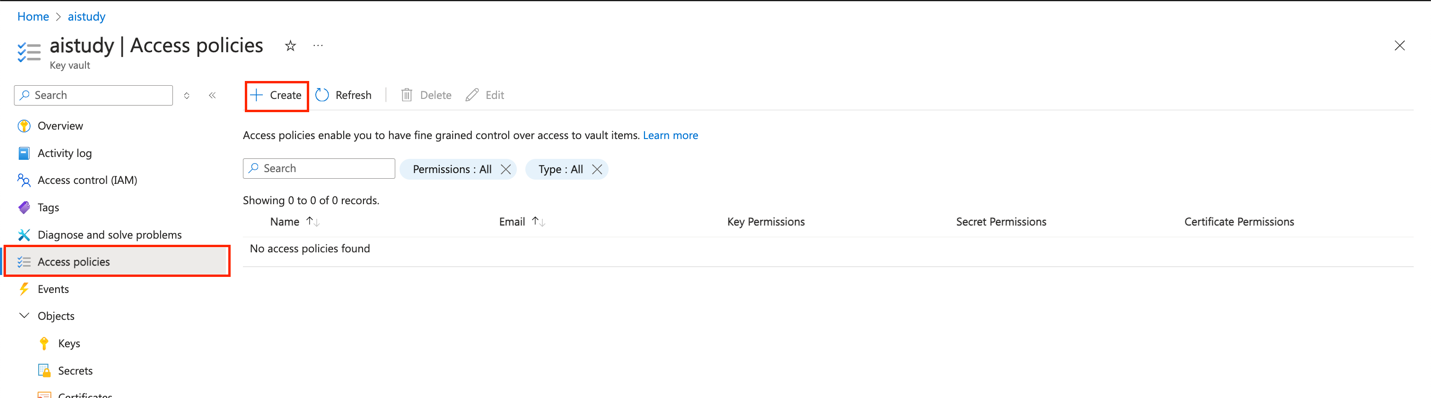 Home > aistudy
aistudy | Access policies
Key vault
Search
Overview
Activity log
Access control (IAM)
Tags
Diagnose and solve problems
Access policies
Events
Objects
Keys
Secrets
Certificates
Create Refresh Delete Edit
Access policies enable you to have fine grained control over access to vault items. Learn more
Search Permissions : All Type : All
Showing 0 to 0 of 0 records.
Name Email Key Permissions Secret Permissions Certificate Permissions
No access policies found